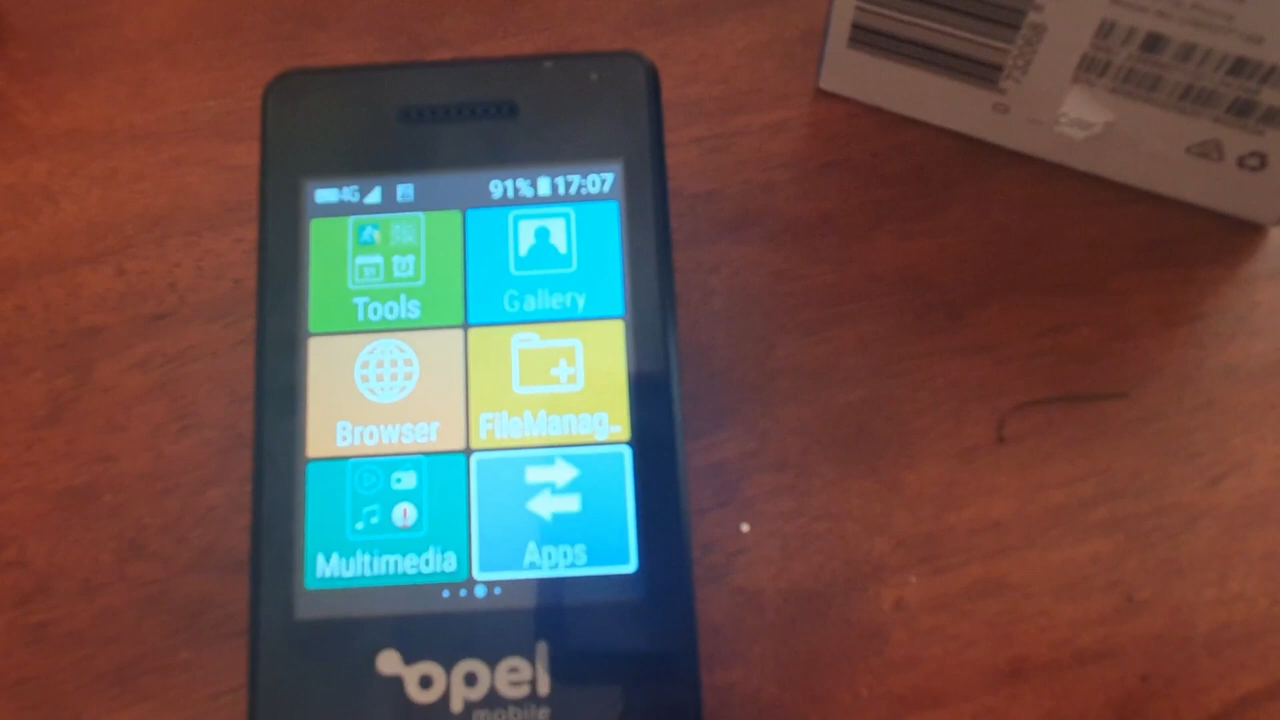 4G 91% 17:07
Tools
Gallery
Browser
FileManag..
Multimedia
Apps
opel
mobile